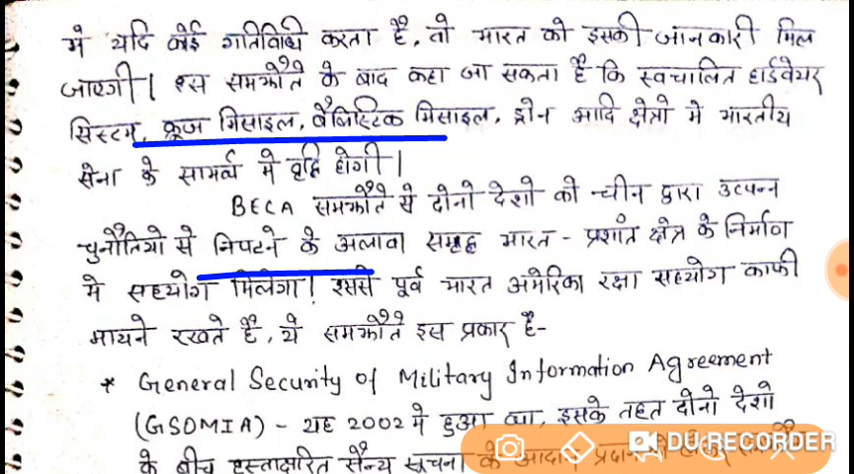 मे यदि कोई गतिविधि करता है, तो भारत को इसकी जानकारी मिल
जाएगी। इस समझौते के बाद कहा जा सकता है कि स्वचालित हार्डवेयर
सिस्टम, क्रूज मिसाइल, बैलिस्टिक मिसाइल, ड्रोन आदि क्षेत्रो मे भारतीय
सेना के सामर्थ मे वृद्धि होगी।
BECA समझौते से दोनो देशो को चीन द्वारा उत्पन्न
चुनौतियो से निपटने के अलावा समृद्ध भारत - प्रशांत क्षेत्र के निर्माण
मे सहयोग मिलेगा। इससे पूर्व भारत अमेरिका रक्षा सहयोग काफी
मायने रखते है, ये समझौते इस प्रकार है-
* General Security of Military Information Agreement
(GSOMIA) - यह 2002 मे हुआ था, इसके तहत दोनो देशो
के बीच हस्ताक्षरित सैन्य सूचना के आदान प्रदान
DU RECORDER